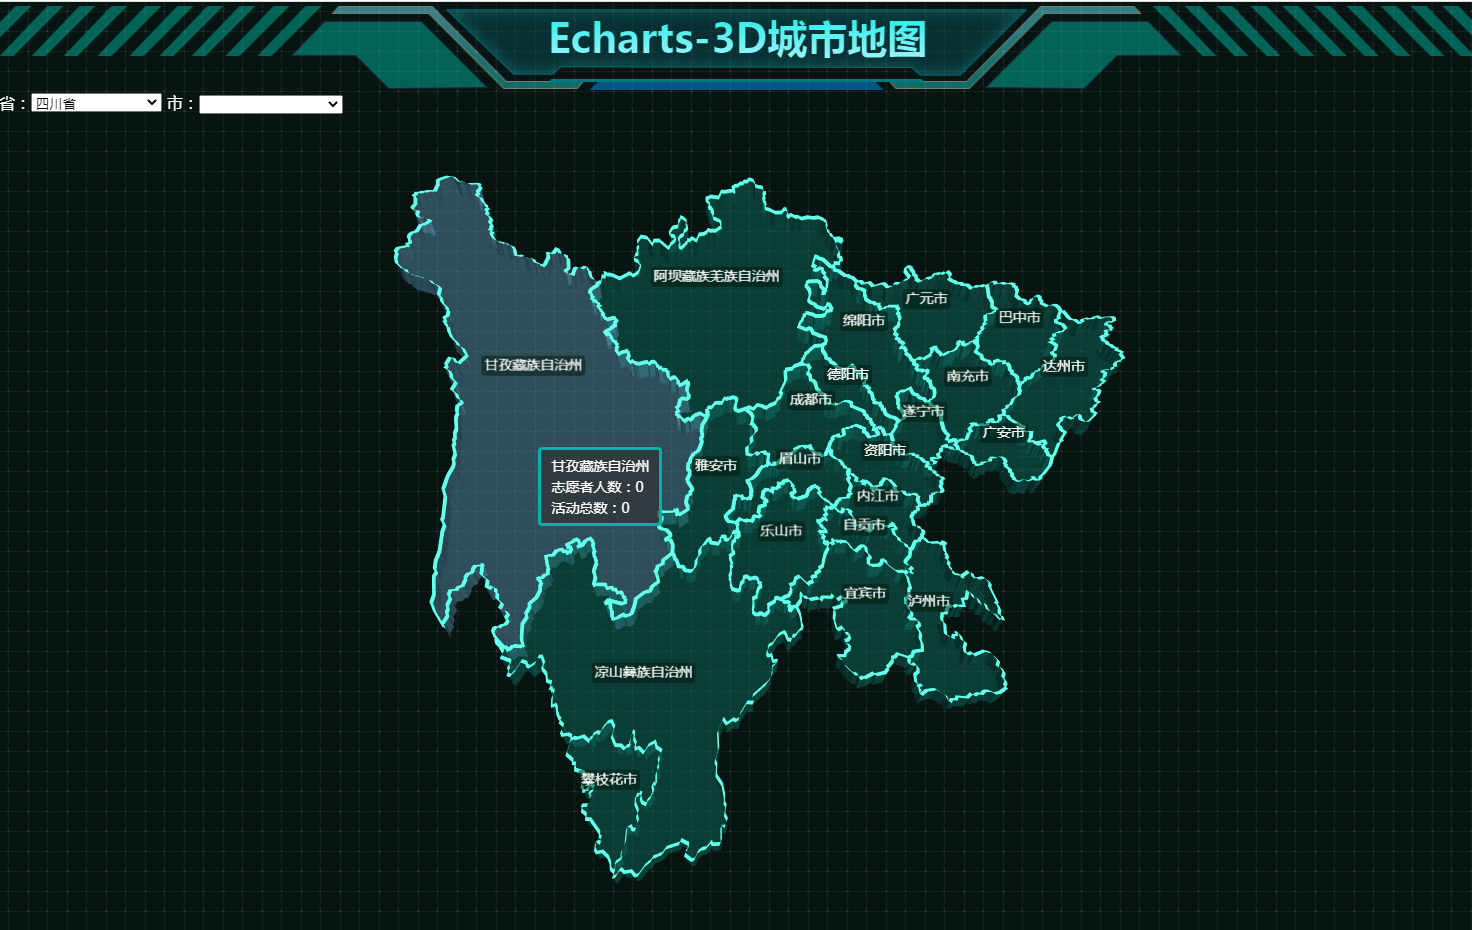 Echarts-3D城市地图
省：四川省 市：
阿坝藏族羌族自治州
广元市
巴中市
绵阳市
甘孜藏族自治州
达州市
德阳市
南充市
成都市
遂宁市
广安市
资阳市
眉山市
雅安市
甘孜藏族自治州
志愿者人数：0
活动总数：0
内江市
自贡市
乐山市
宜宾市
泸州市
凉山彝族自治州
攀枝花市